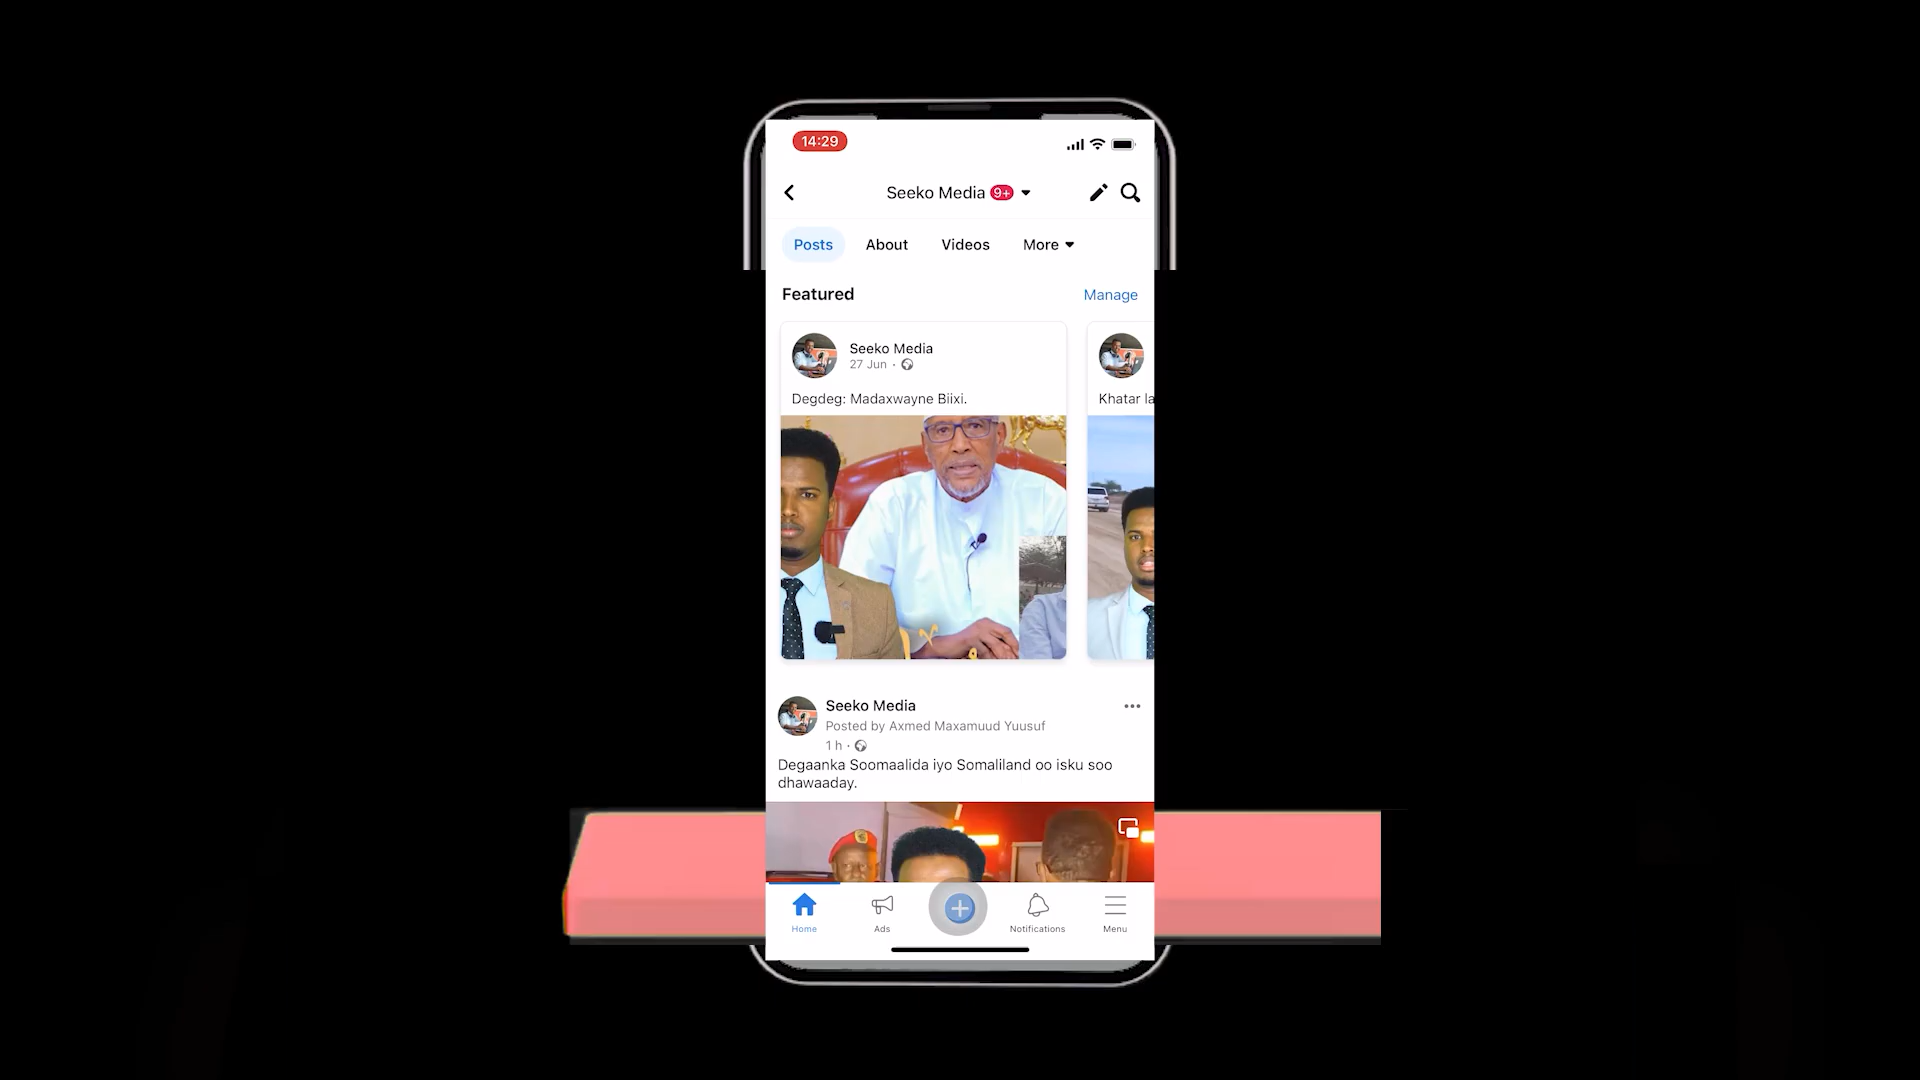 14:29
Seeko Media 9+
Posts About Videos More
Featured Manage
Seeko Media
27 Jun ·
Degdeg: Madaxwayne Biixi.
Khatar la
Seeko Media
Posted by Axmed Maxamuud Yuusuf
1 h ·
Degaanka Soomaalida iyo Somaliland oo isku soo
dhawaaday.
Home Ads Notifications Menu